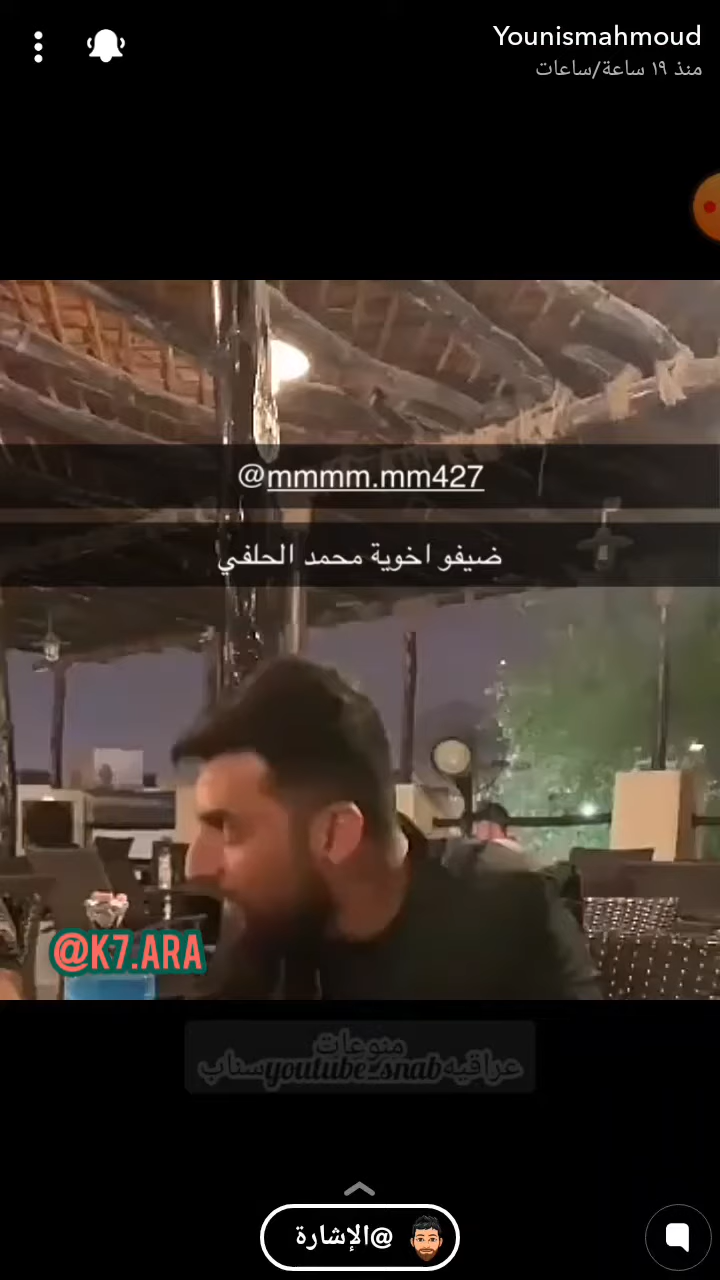 Younismahmoud
منذ ١٩ ساعة/ساعات
@mmmm.mm427
ضيفو اخوية محمد الحلفي
@K7.ARA
منوعات
عراقيه youtube_snab سناب
@الإشارة